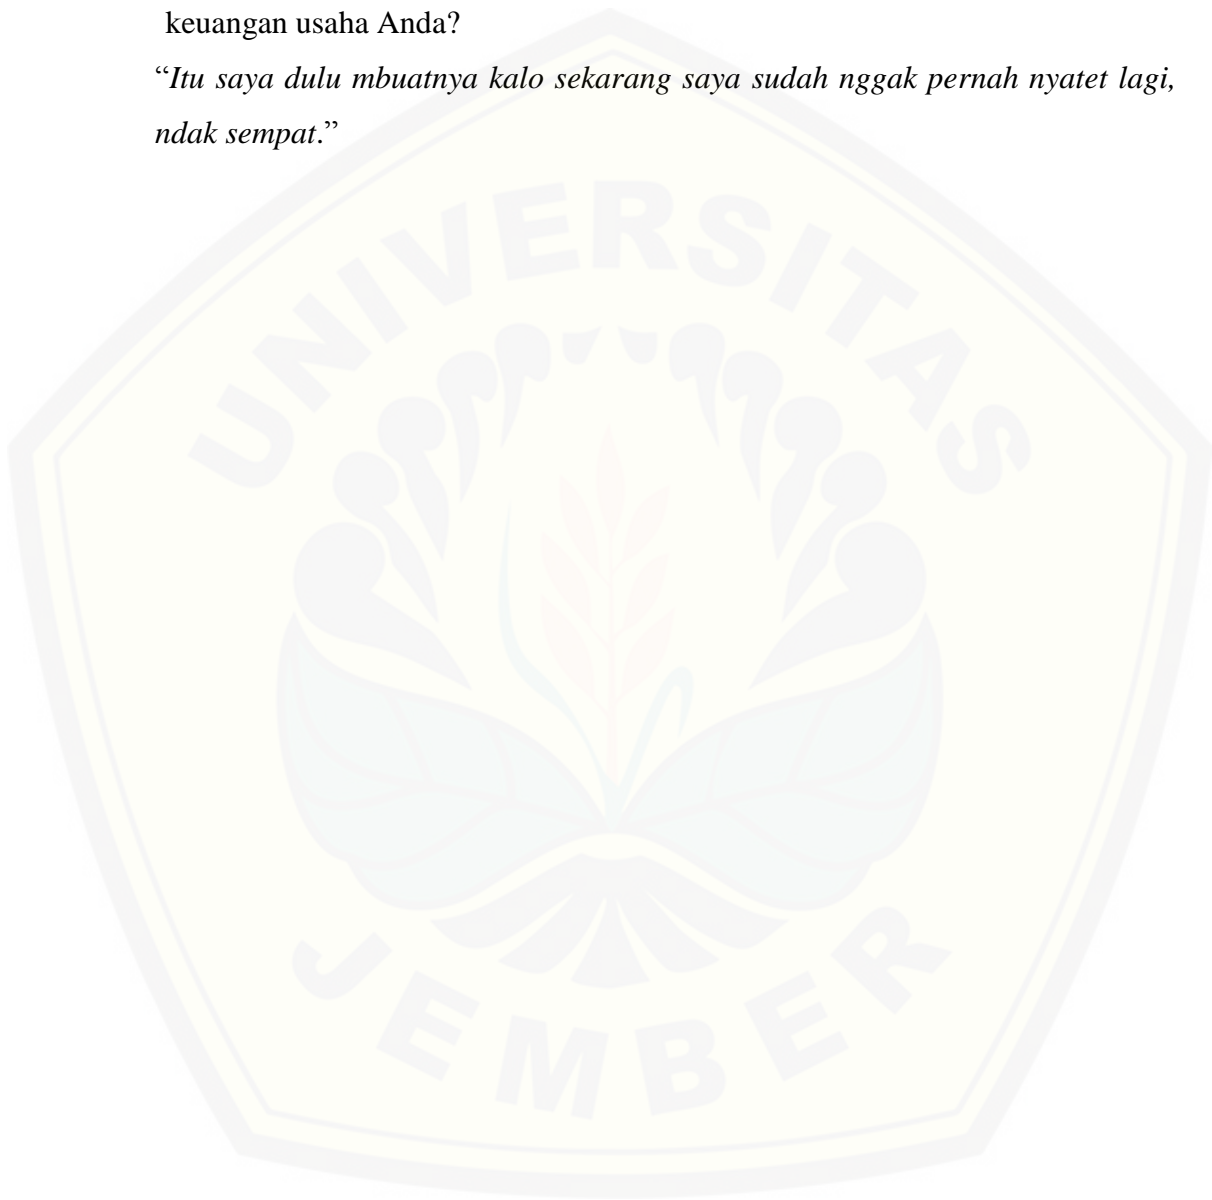 keuangan usaha Anda?
“Itu saya dulu mbuatnya kalo sekarang saya sudah nggak pernah nyatet lagi,
ndak sempat.”
UNIVERSITAS
JEMBER